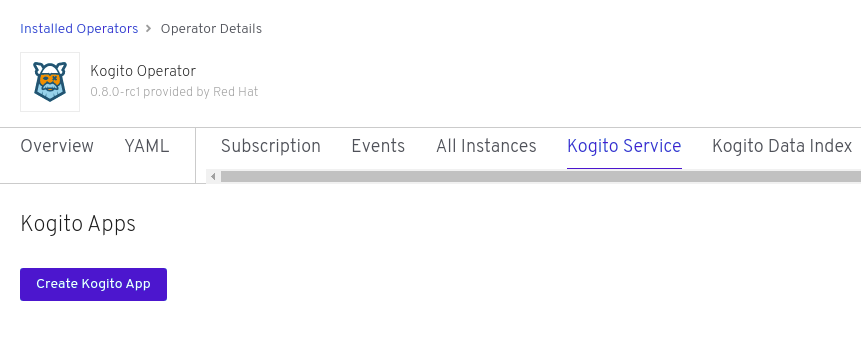 Installed Operators > Operator Details
Kogito Operator
0.8.0-rc1 provided by Red Hat
Overview YAML Subscription Events All Instances Kogito Service Kogito Data Index
Kogito Apps
Create Kogito App